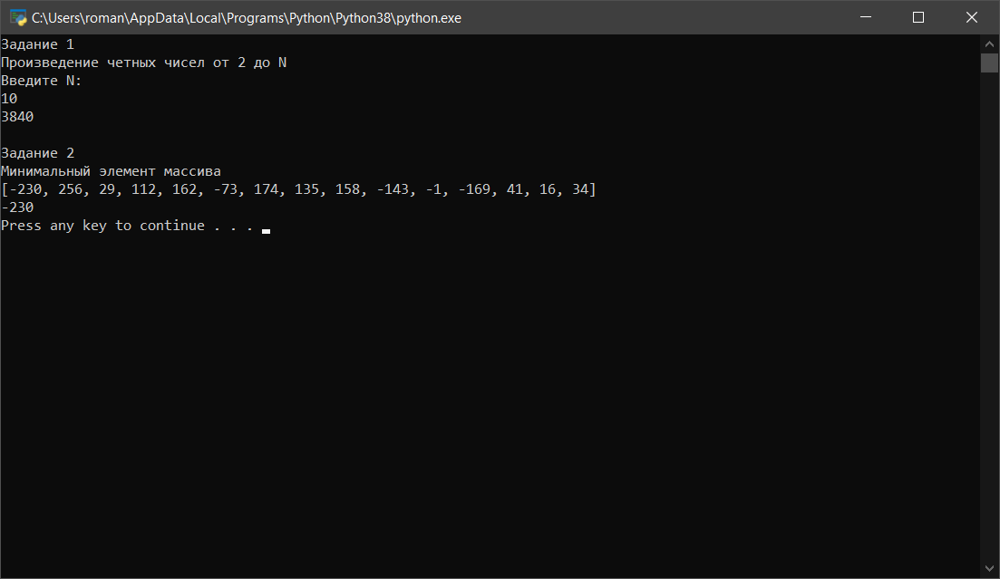 C:\Users\roman\AppData\Local\Programs\Python\Python38\python.exe
Задание 1
Произведение четных чисел от 2 до N
Введите N:
10
3840
Задание 2
Минимальный элемент массива
[-230, 256, 29, 112, 162, -73, 174, 135, 158, -143, -1, -169, 41, 16, 34]
-230
Press any key to continue . . .